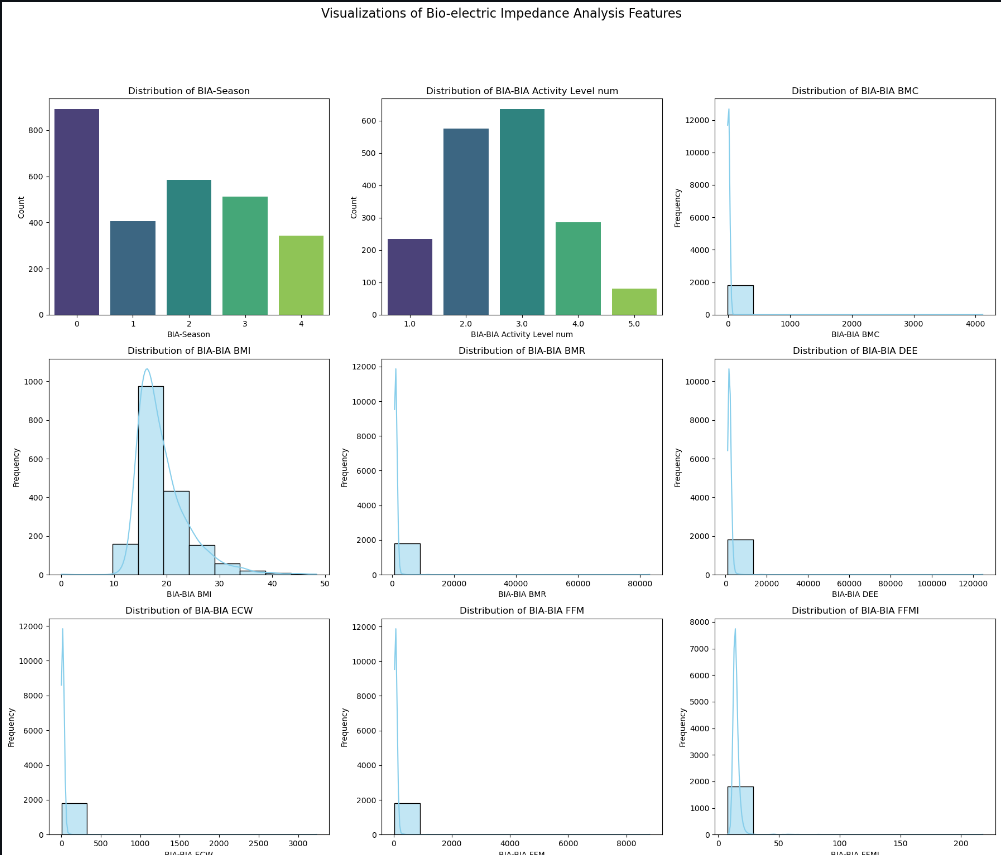 Visualizations of Bio-electric Impedance Analysis Features
Distribution of BIA-Season
Count
800
600
400
200
0
0 1 2 3 4
BIA-Season
Distribution of BIA-BIA Activity Level num
Count
600
500
400
300
200
100
0
1.0 2.0 3.0 4.0 5.0
BIA-BIA Activity Level num
Distribution of BIA-BIA BMC
Frequency
12000
10000
8000
6000
4000
2000
0
0 1000 2000 3000 4000
BIA-BIA BMC
Distribution of BIA-BIA BMI
Frequency
1000
800
600
400
200
0
0 10 20 30 40 50
BIA-BIA BMI
Distribution of BIA-BIA BMR
Frequency
12000
10000
8000
6000
4000
2000
0
0 20000 40000 60000 80000
BIA-BIA BMR
Distribution of BIA-BIA DEE
Frequency
10000
8000
6000
4000
2000
0
0 20000 40000 60000 80000 100000 120000
BIA-BIA DEE
Distribution of BIA-BIA ECW
Frequency
12000
10000
8000
6000
4000
2000
0
0 500 1000 1500 2000 2500 3000
BIA-BIA ECW
Distribution of BIA-BIA FFM
Frequency
12000
10000
8000
6000
4000
2000
0
0 2000 4000 6000 8000
BIA-BIA FFM
Distribution of BIA-BIA FFMI
Frequency
8000
7000
6000
5000
4000
3000
2000
1000
0
0 50 100 150 200
BIA-BIA FFMI